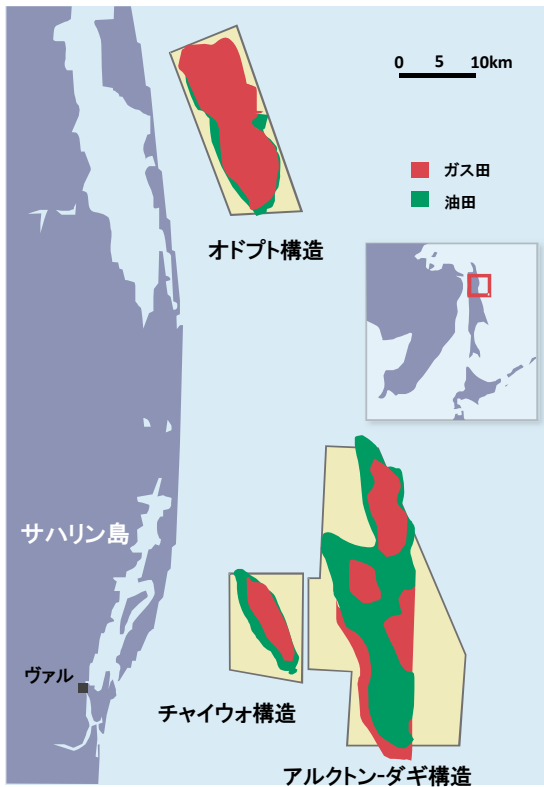 0 5 10km
ガス田
油田
オドプト構造
サハリン島
ヴァル
チャイウォ構造
アルクトン-ダギ構造